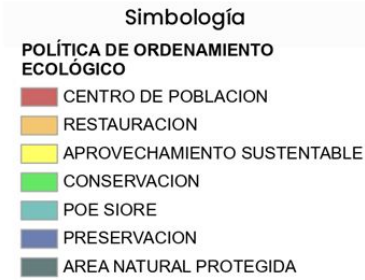 Simbología
POLÍTICA DE ORDENAMIENTO
ECOLÓGICO
CENTRO DE POBLACION
RESTAURACION
APROVECHAMIENTO SUSTENTABLE
CONSERVACION
POE SIORE
PRESERVACION
AREA NATURAL PROTEGIDA